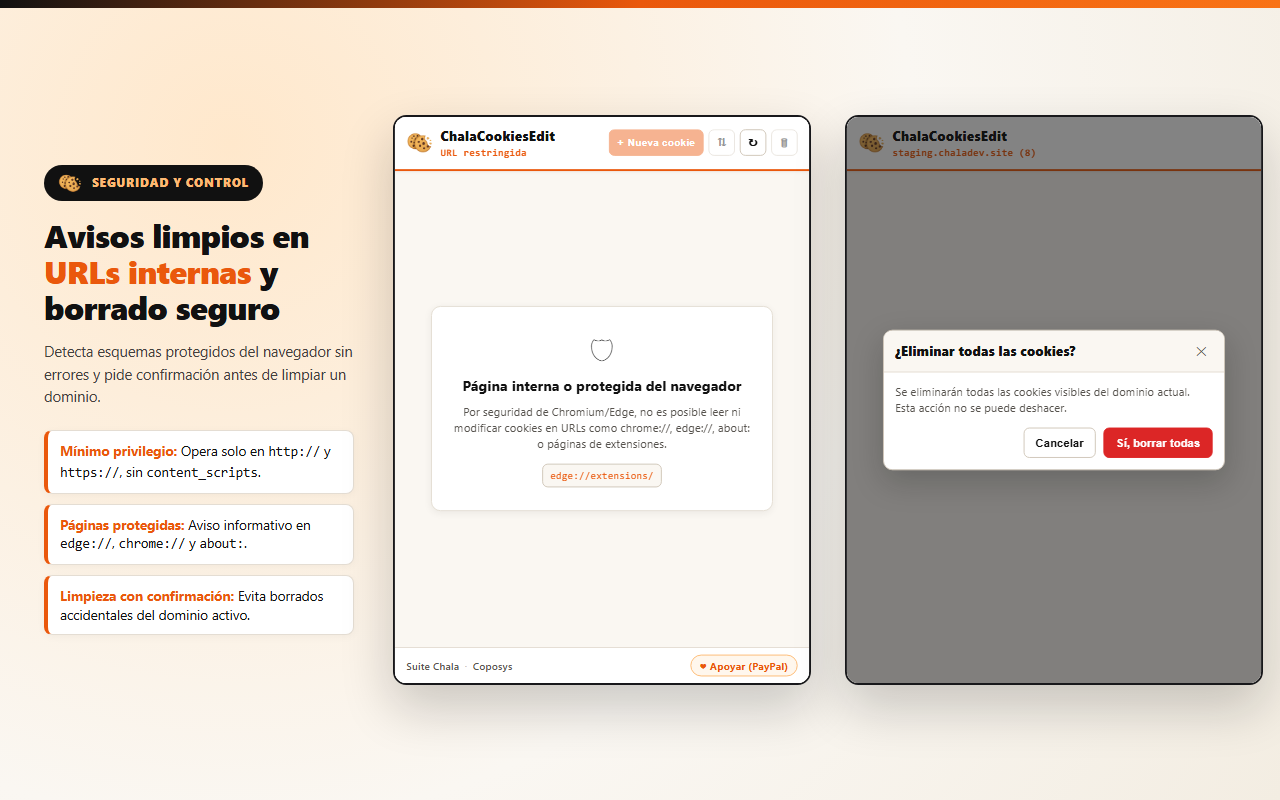 SEGURIDAD Y CONTROL
Avisos limpios en
URLs internas y
borrado seguro
Detecta esquemas protegidos del navegador sin
errores y pide confirmación antes de limpiar un
dominio.
Mínimo privilegio: Opera solo en http:// y
https://, sin content_scripts.
Páginas protegidas: Aviso informativo en
edge://, chrome:// y about:.
Limpieza con confirmación: Evita borrados
accidentales del dominio activo.
ChalaCookiesEdit
URL restringida
+ Nueva cookie
Página interna o protegida del navegador
Por seguridad de Chromium/Edge, no es posible leer ni
modificar cookies en URLs como chrome://, edge://, about:
o páginas de extensiones.
edge://extensions/
Suite Chala · Coposys
♥ Apoyar (PayPal)
ChalaCookiesEdit
staging.chaladev.site (8)
¿Eliminar todas las cookies?
Se eliminarán todas las cookies visibles del dominio actual.
Esta acción no se puede deshacer.
Cancelar
Sí, borrar todas